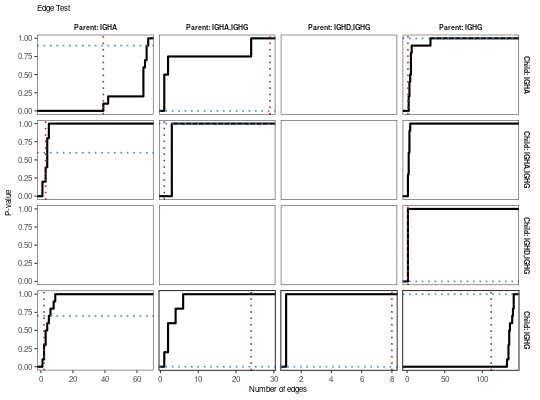 Edge Test
Parent: IGHA Parent: IGHA,IGHG Parent: IGHD,IGHG Parent: IGHG
1.00
0.75
0.50
0.25
0.00
Child: IGHA
1.00
0.75
0.50
0.25
0.00
Child: IGHA,IGHG
1.00
0.75
0.50
0.25
0.00
Child: IGHD,IGHG
1.00
0.75
0.50
0.25
0.00
Child: IGHG
P-value
0 20 40 60 0 10 20 30 0 2 4 6 8 0 50 100
Number of edges